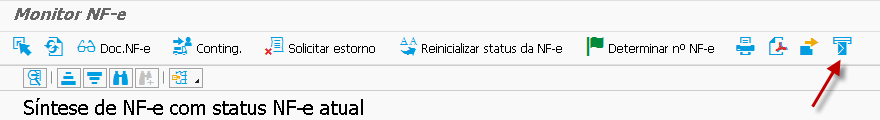 Monitor NF-e
Doc.NF-e Conting. Solicitar estorno Reinicializar status da NF-e Determinar nº NF-e
Síntese de NF-e com status NF-e atual